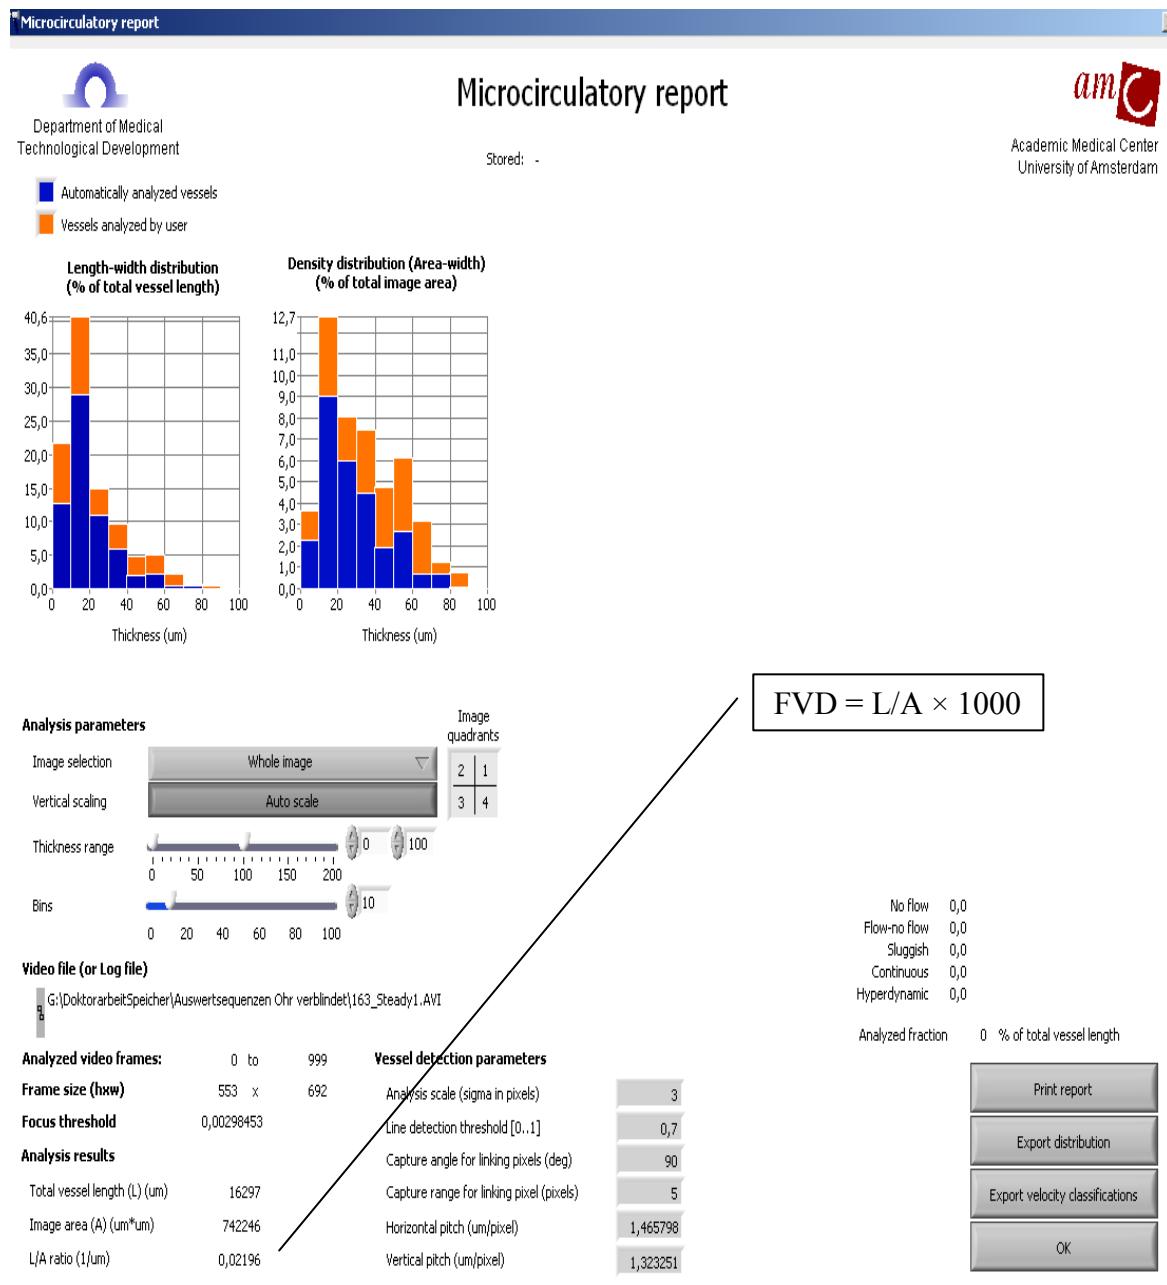 Microcirculatory report
Microcirculatory report
Department of Medical
Technological Development
amC
Academic Medical Center
University of Amsterdam
Stored: -
Automatically analyzed vessels
Vessels analyzed by user
Length-width distribution
(% of total vessel length)
40,6
35,0
30,0
25,0
20,0
15,0
10,0
5,0
0,0
0 20 40 60 80 100
Thickness (um)
Density distribution (Area-width)
(% of total image area)
12,7
11,0
10,0
9,0
8,0
7,0
6,0
5,0
4,0
3,0
2,0
1,0
0,0
0 20 40 60 80 100
Thickness (um)
FVD = L/A × 1000
Analysis parameters
Image selection Whole image
Vertical scaling Auto scale
Image
quadrants
2 1
3 4
Thickness range 0 100
0 50 100 150 200
Bins 10
0 20 40 60 80 100
Video file (or Log file)
G:\DoktorarbeitSpeicher\Auswertsequenzen Ohr verblindet\163_Steady1.AVI
Analyzed video frames: 0 to 999
Frame size (hxw) 553 x 692
Focus threshold 0,00298453
Analysis results
Total vessel length (L) (um) 16297
Image area (A) (um*um) 742246
L/A ratio (1/um) 0,02196
Vessel detection parameters
Analysis scale (sigma in pixels) 3
Line detection threshold [0..1] 0,7
Capture angle for linking pixels (deg) 90
Capture range for linking pixel (pixels) 5
Horizontal pitch (um/pixel) 1,465798
Vertical pitch (um/pixel) 1,323251
No flow 0,0
Flow-no flow 0,0
Sluggish 0,0
Continuous 0,0
Hyperdynamic 0,0
Analyzed fraction 0 % of total vessel length
Print report
Export distribution
Export velocity classifications
OK